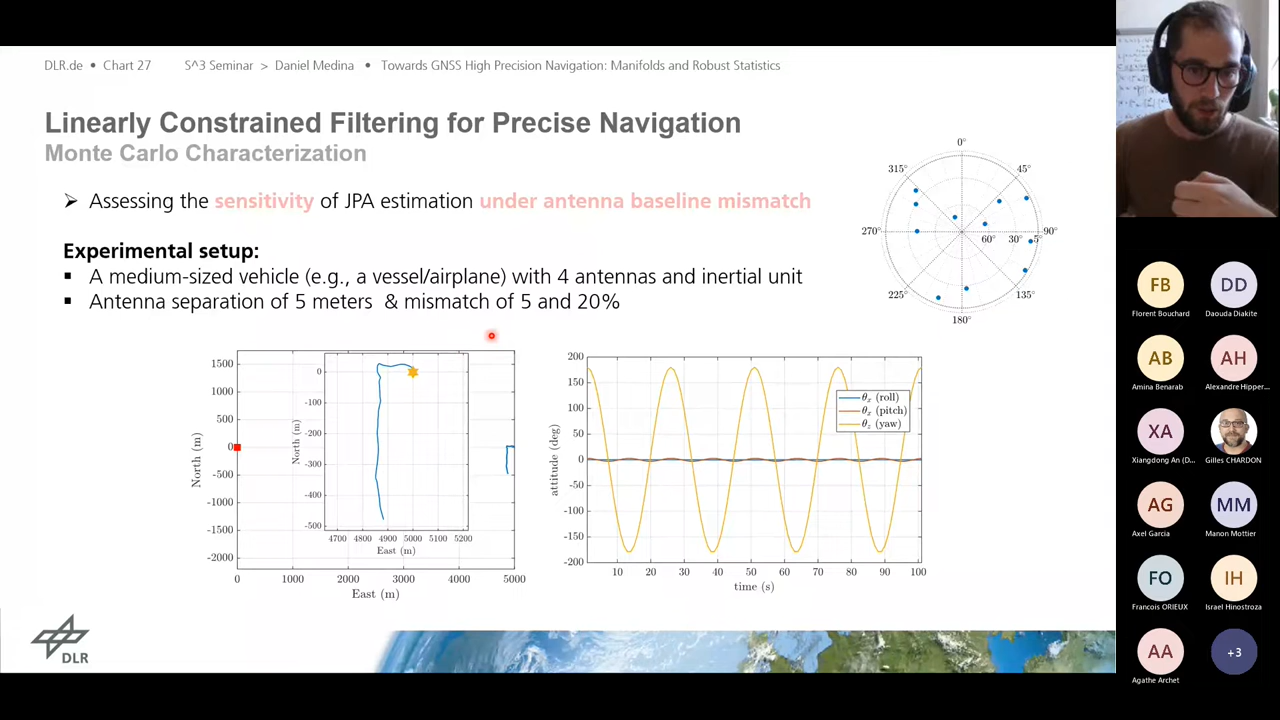 DLR.de • Chart 27 S^3 Seminar > Daniel Medina • Towards GNSS High Precision Navigation: Manifolds and Robust Statistics
Linearly Constrained Filtering for Precise Navigation
Monte Carlo Characterization
➢ Assessing the sensitivity of JPA estimation under antenna baseline mismatch
Experimental setup:
▪ A medium-sized vehicle (e.g., a vessel/airplane) with 4 antennas and inertial unit
▪ Antenna separation of 5 meters & mismatch of 5 and 20%
0°
315° 45°
270° 60° 30° 5° 90°
225° 135°
180°
North (m)
1500
1000
500
0
-500
-1000
-1500
-2000
0 1000 2000 3000 4000 5000
East (m)
North (m)
0
-100
-200
-300
-400
-500
4700 4800 4900 5000 5200
East (m)
attitude (deg)
200
150
100
50
0
-50
-100
-150
-200
θx (roll)
θx (pitch)
θz (yaw)
10 20 30 40 50 60 70 80 90 100
time (s)
DLR
FB DD
Florent Bouchard Daouda Diakite
AB AH
Amina Benarab Alexandre Hipper...
XA
Xiangdong An (D... Gilles CHARDON
AG MM
Axel Garcia Manon Mottier
FO IH
Francois ORIEUX Israel Hinostroza
AA +3
Agathe Archet